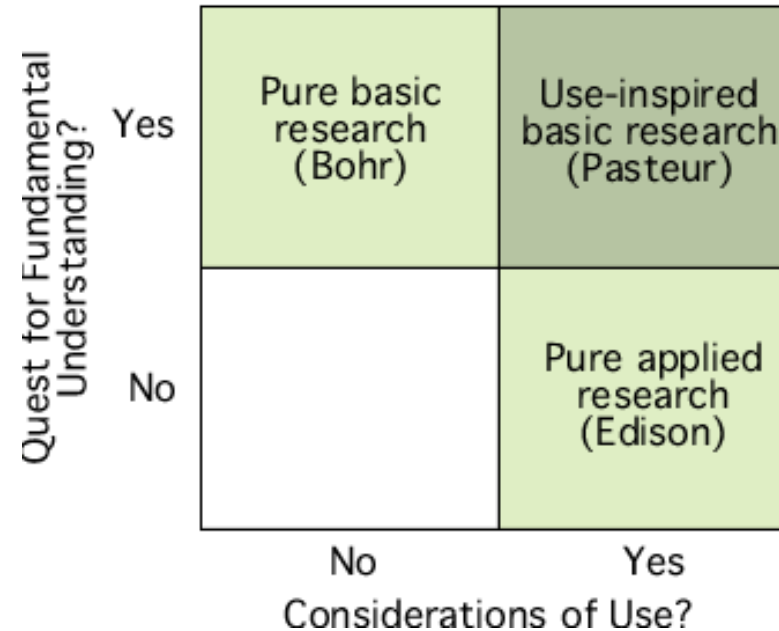 Quest for Fundamental
Understanding?
Yes
Pure basic
research
(Bohr)
Use-inspired
basic research
(Pasteur)
No
Pure applied
research
(Edison)
No
Yes
Considerations of Use?